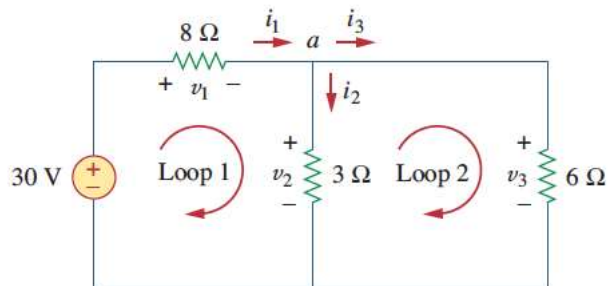 8 Ω i₁ a i₃
+ v₁ − i₂
30 V + − Loop 1 + v₂ − 3 Ω Loop 2 + v₃ − 6 Ω